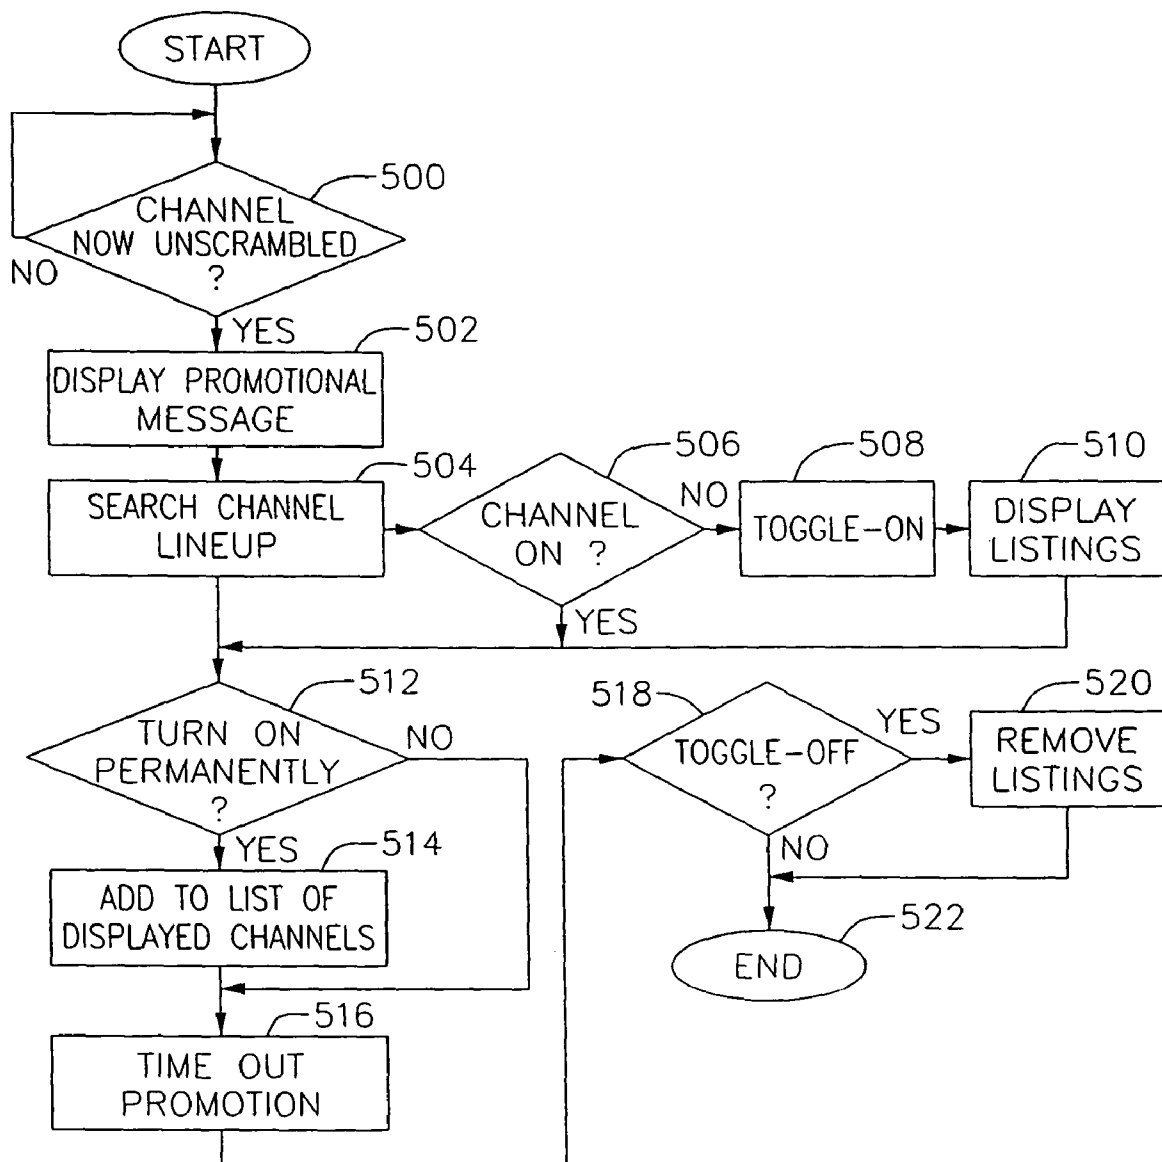 START
500
CHANNEL
NOW UNSCRAMBLED
?
NO
YES
502
DISPLAY PROMOTIONAL
MESSAGE
504
SEARCH CHANNEL
LINEUP
506
CHANNEL
ON ?
NO
YES
508
TOGGLE-ON
510
DISPLAY
LISTINGS
512
TURN ON
PERMANENTLY
?
NO
YES
514
ADD TO LIST OF
DISPLAYED CHANNELS
516
TIME OUT
PROMOTION
518
TOGGLE-OFF
?
YES
NO
520
REMOVE
LISTINGS
522
END